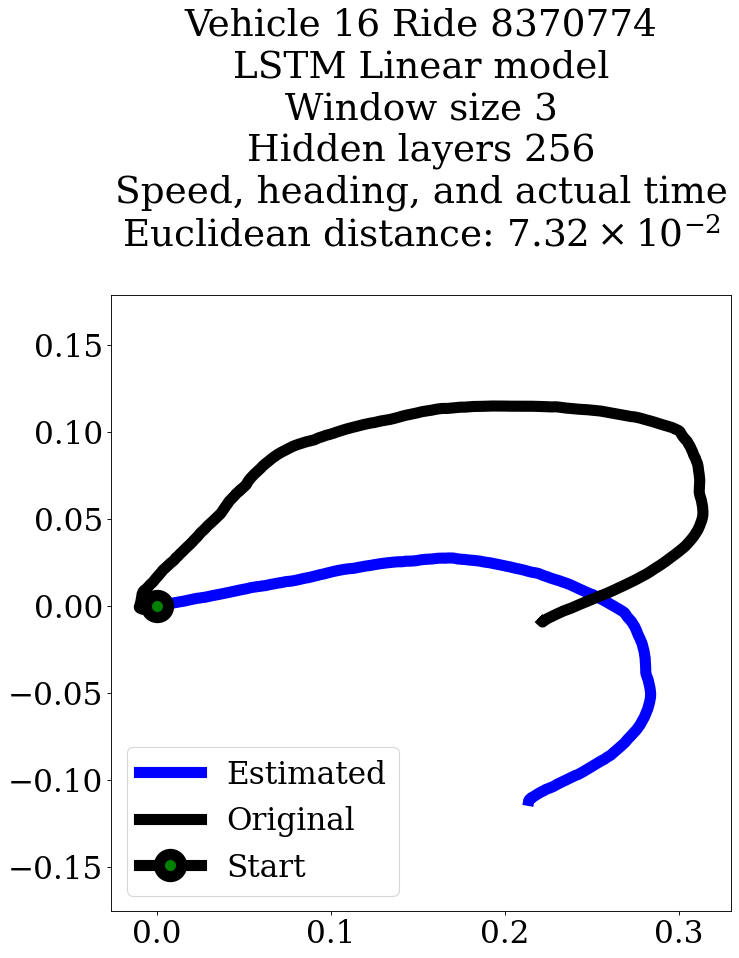 Vehicle 16 Ride 8370774
LSTM Linear model
Window size 3
Hidden layers 256
Speed, heading, and actual time
Euclidean distance: 7.32 × 10⁻²
0.15
0.10
0.05
0.00
−0.05
−0.10
−0.15
Estimated
Original
Start
0.0 0.1 0.2 0.3